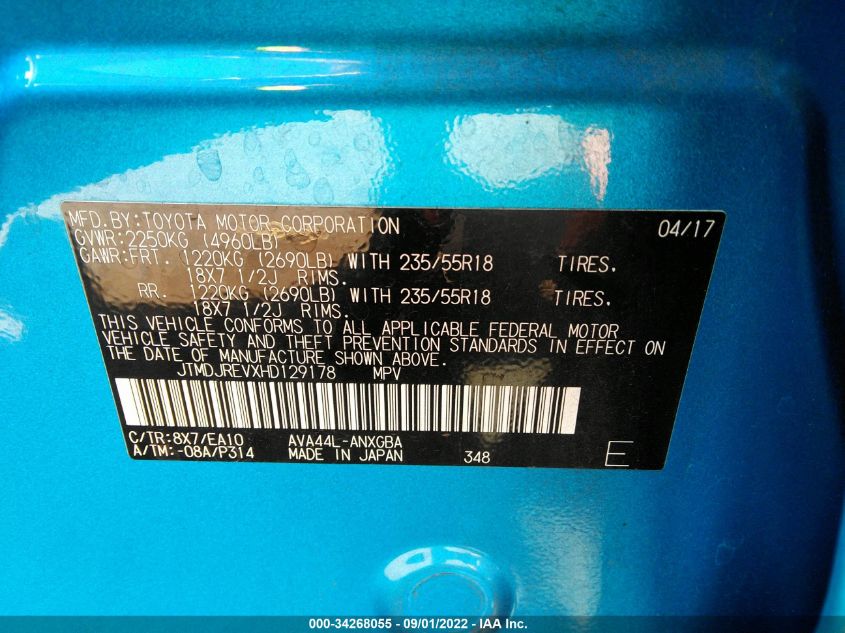 MFD.BY:TOYOTA MOTOR CORPORATION 04/17
GVWR:2250KG (4960LB)
GAWR:FRT. 1220KG (2690LB) WITH 235/55R18 TIRES.
18X7 1/2J RIMS.
RR. 1220KG (2690LB) WITH 235/55R18 TIRES.
18X7 1/2J RIMS.
THIS VEHICLE CONFORMS TO ALL APPLICABLE FEDERAL MOTOR
VEHICLE SAFETY AND THEFT PREVENTION STANDARDS IN EFFECT ON
THE DATE OF MANUFACTURE SHOWN ABOVE.
JTMDJREVXHD129178 MPV
C/TR:8X7/EA10 AVA44L-ANXGBA
A/TM:-08A/P314 MADE IN JAPAN 348 E
000-34268055 - 09/01/2022 - IAA Inc.